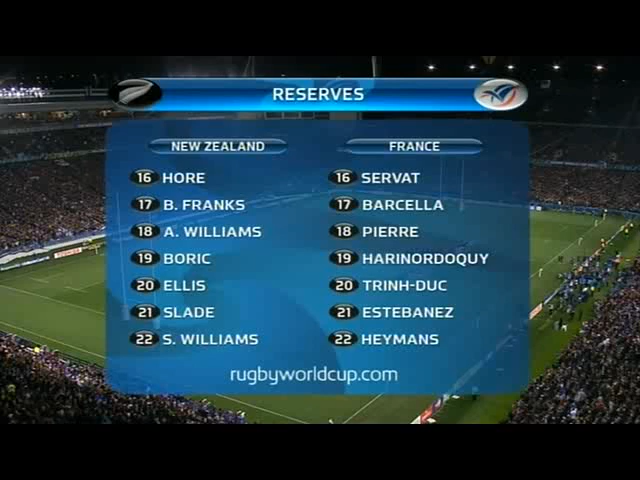 RESERVES
NEW ZEALAND FRANCE
16 HORE 16 SERVAT
17 B. FRANKS 17 BARCELLA
18 A. WILLIAMS 18 PIERRE
19 BORIC 19 HARINORDOQUY
20 ELLIS 20 TRINH-DUC
21 SLADE 21 ESTEBANEZ
22 S. WILLIAMS 22 HEYMANS
rugbyworldcup.com
TOSHIBA